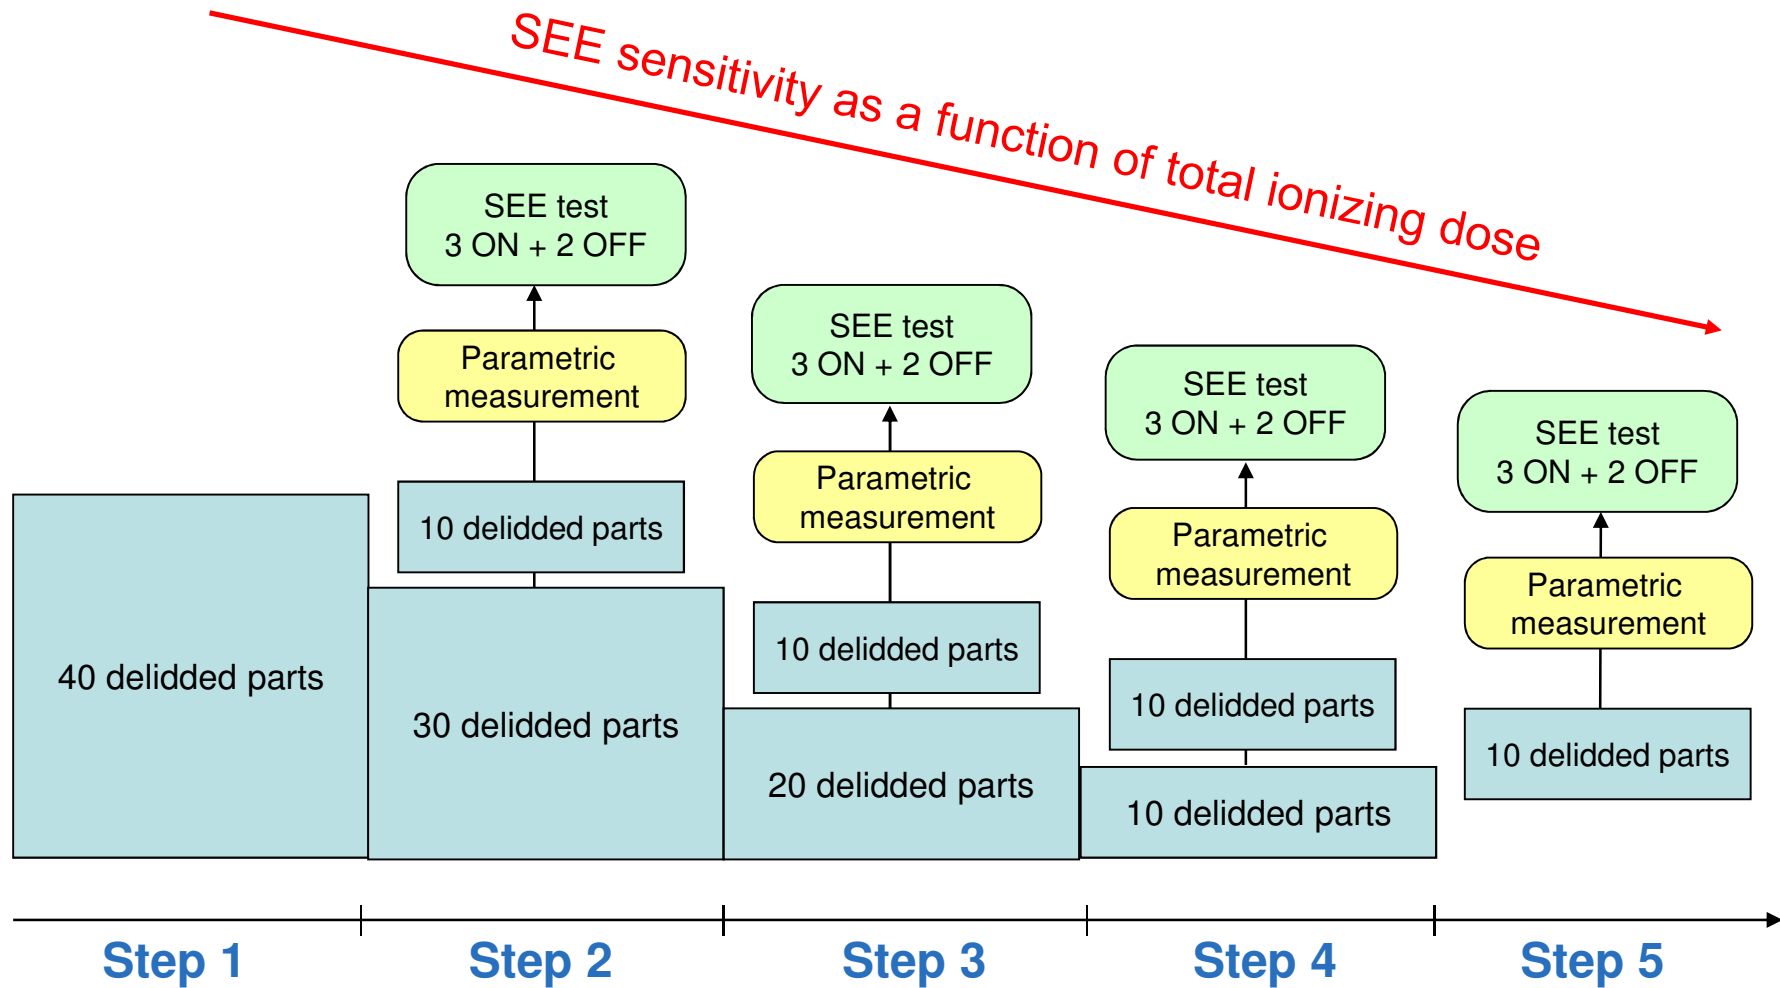 SEE sensitivity as a function of total ionizing dose
SEE test
3 ON + 2 OFF
Parametric
measurement
10 delidded parts
SEE test
3 ON + 2 OFF
Parametric
measurement
10 delidded parts
SEE test
3 ON + 2 OFF
Parametric
measurement
10 delidded parts
SEE test
3 ON + 2 OFF
Parametric
measurement
10 delidded parts
40 delidded parts
30 delidded parts
20 delidded parts
10 delidded parts
Step 1
Step 2
Step 3
Step 4
Step 5